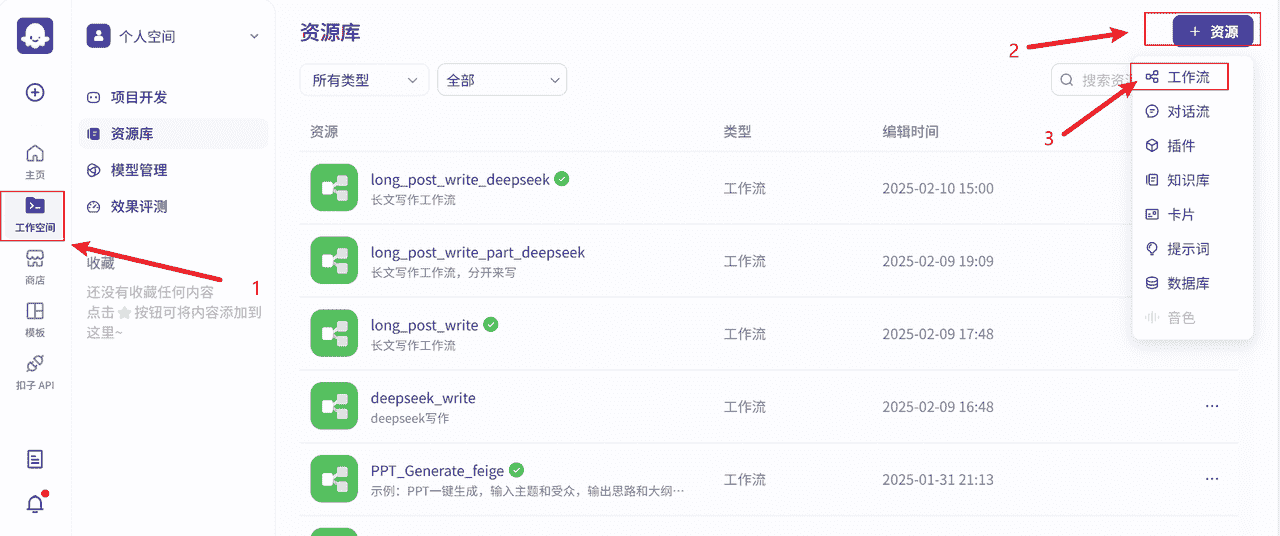 个人空间
项目开发
资源库
模型管理
效果评测
收藏
还没有收藏任何内容
点击⭐按钮可将内容添加到
这里~
主页
工作空间
商店
模板
扣子 API
1
资源库
2
+ 资源
所有类型
全部
搜索资
3
工作流
对话流
插件
知识库
卡片
提示词
数据库
音色
资源
类型
编辑时间
long_post_write_deepseek
长文写作工作流
工作流
2025-02-10 15:00
long_post_write_part_deepseek
长文写作工作流，分开来写
工作流
2025-02-09 19:09
long_post_write
长文写作工作流
工作流
2025-02-09 17:48
deepseek_write
deepseek写作
工作流
2025-02-09 16:48
...
PPT_Generate_feige
示例：PPT一键生成，输入主题和受众，输出思路和大纲···
工作流
2025-01-31 21:13
...